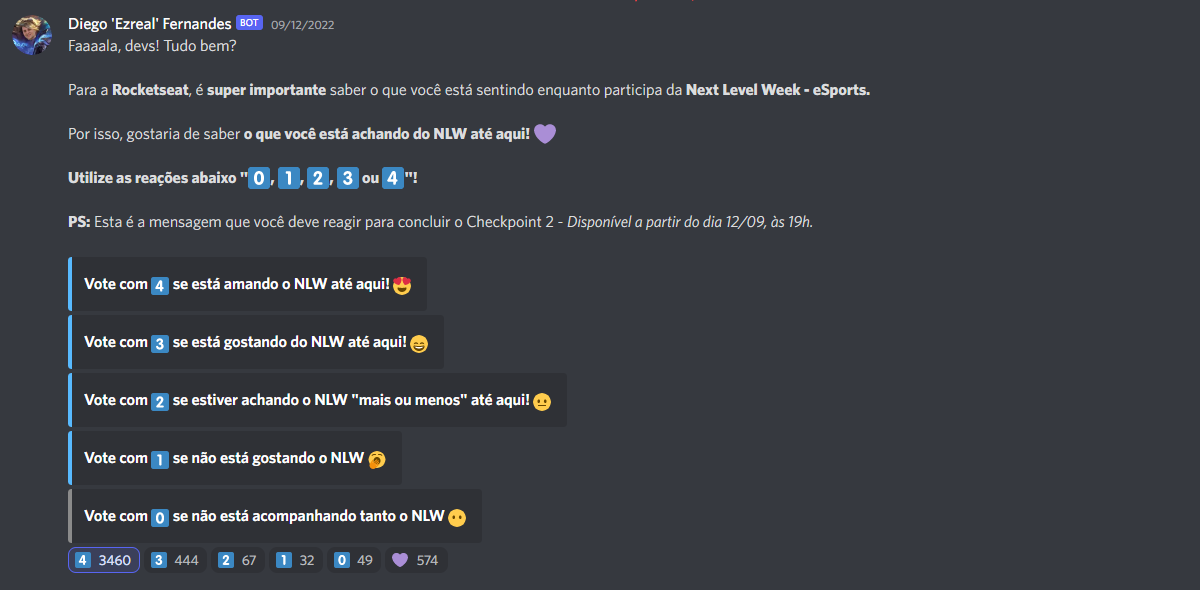 Diego 'Ezreal' Fernandes BOT 09/12/2022
Faaaala, devs! Tudo bem?
Para a Rocketseat, é super importante saber o que você está sentindo enquanto participa da Next Level Week - eSports.
Por isso, gostaria de saber o que você está achando do NLW até aqui! 💜
Utilize as reações abaixo "0️⃣, 1️⃣, 2️⃣, 3️⃣ ou 4️⃣"!
PS: Esta é a mensagem que você deve reagir para concluir o Checkpoint 2 - Disponível a partir do dia 12/09, às 19h.
Vote com 4️⃣ se está amando o NLW até aqui! 😍
Vote com 3️⃣ se está gostando do NLW até aqui! 😄
Vote com 2️⃣ se estiver achando o NLW "mais ou menos" até aqui! 😐
Vote com 1️⃣ se não está gostando o NLW 🥱
Vote com 0️⃣ se não está acompanhando tanto o NLW 😶
4️⃣ 3460 3️⃣ 444 2️⃣ 67 1️⃣ 32 0️⃣ 49 💜 574